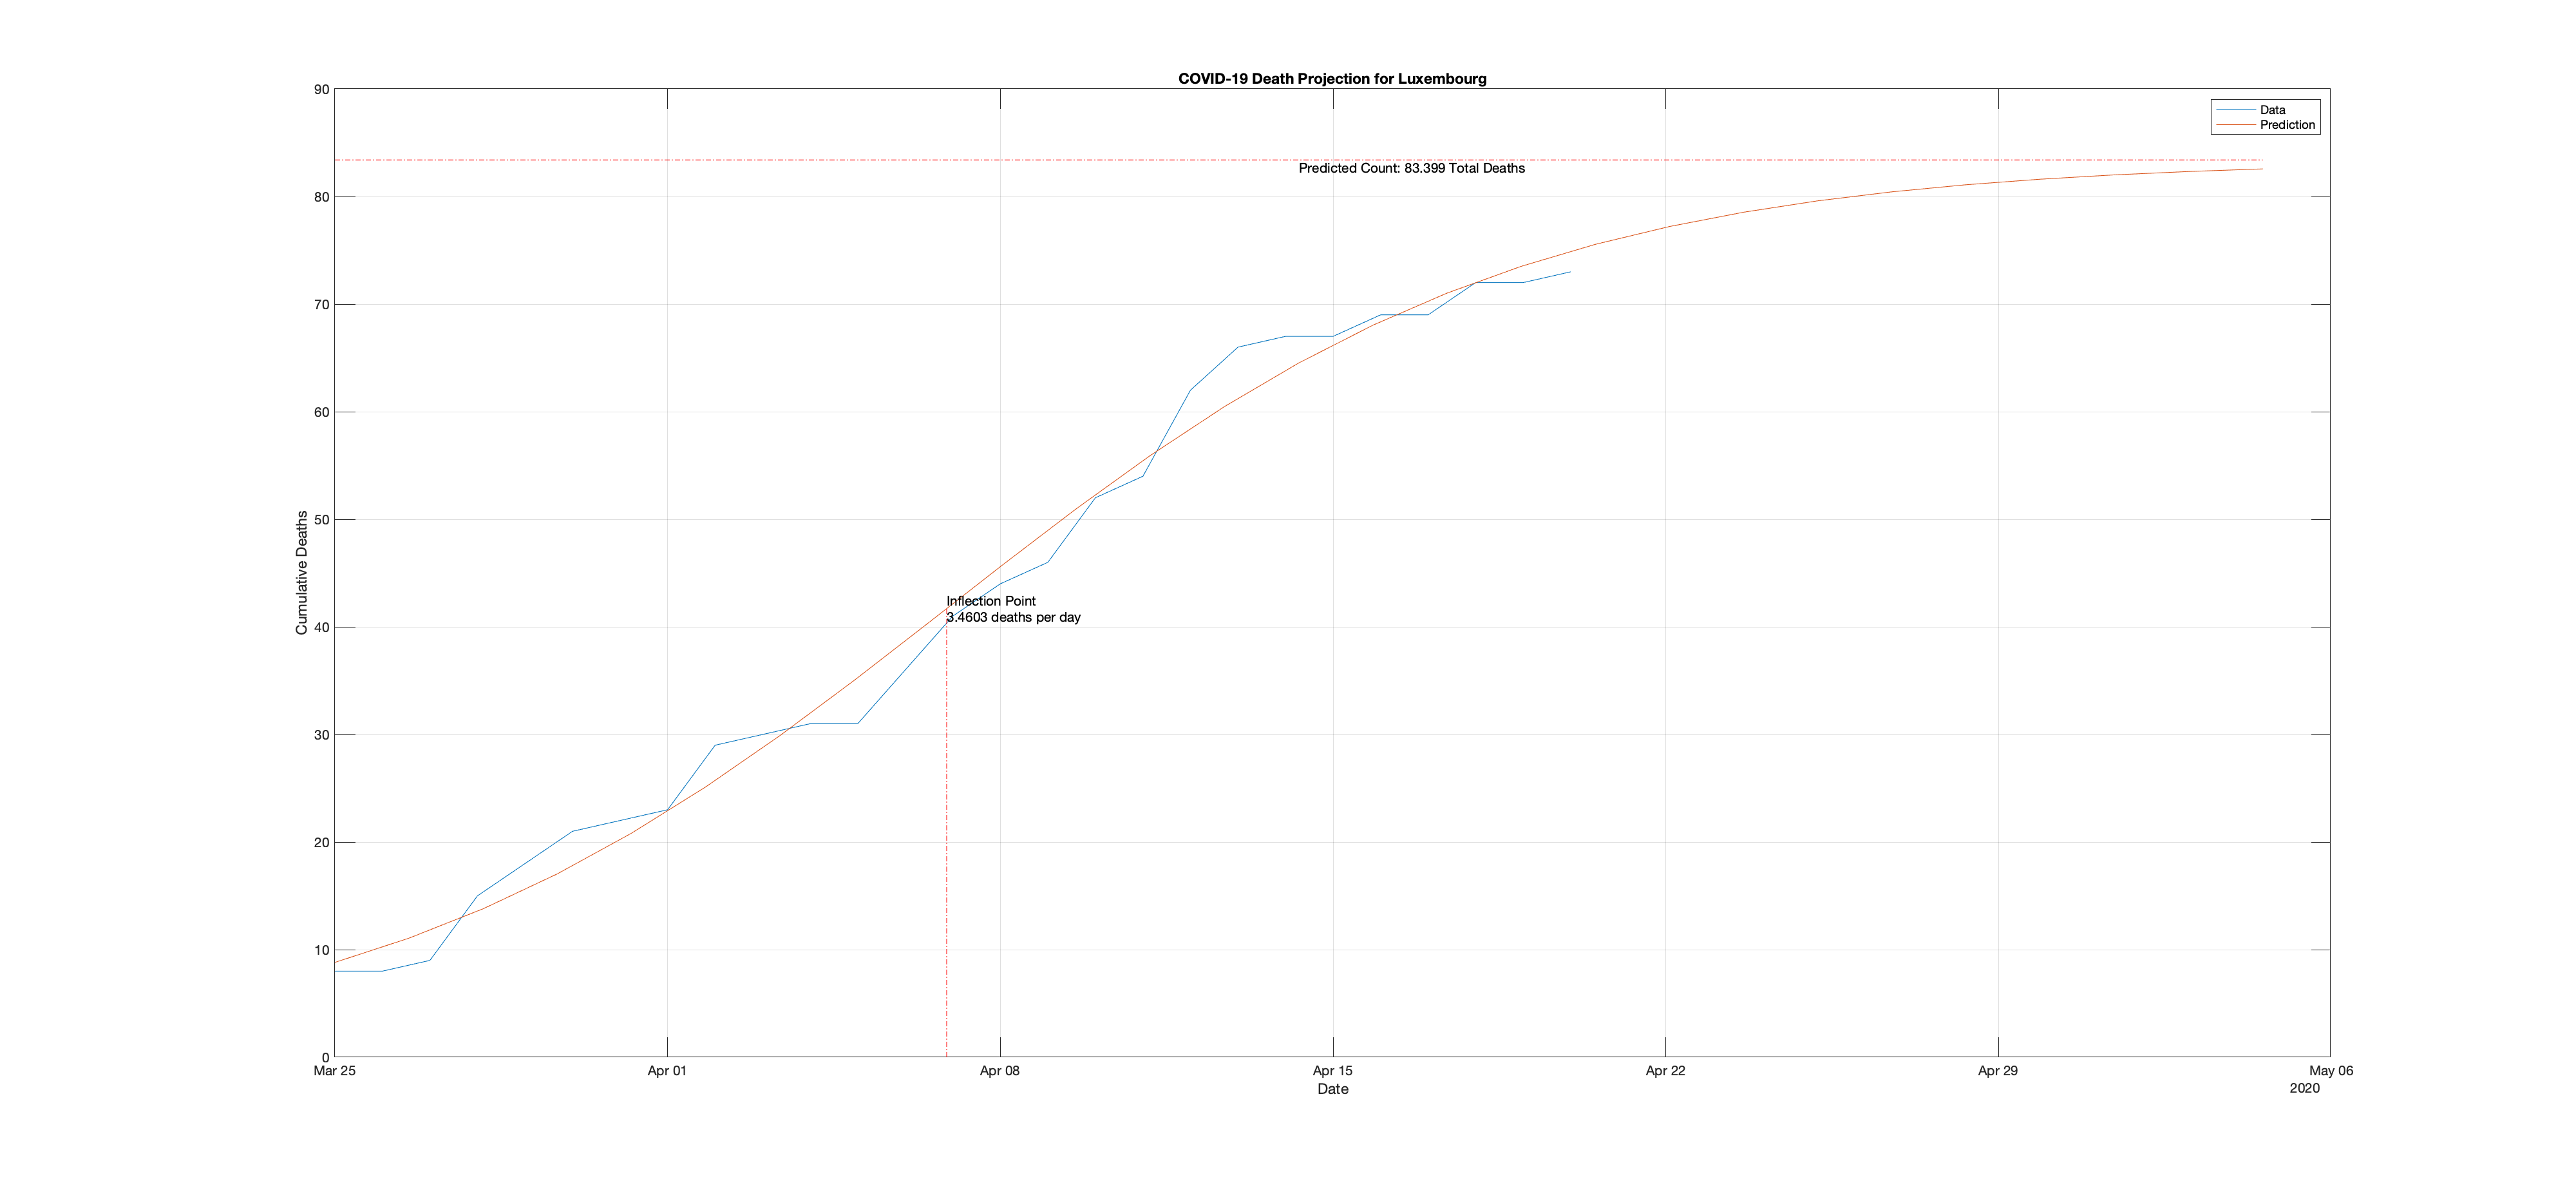 COVID-19 Death Projection for Luxembourg
90
80
70
60
50
40
30
20
10
0
Cumulative Deaths
Data
Prediction
Predicted Count: 83.399 Total Deaths
Inflection Point
3.4603 deaths per day
Mar 25
Apr 01
Apr 08
Apr 15
Apr 22
Apr 29
May 06
Date
2020